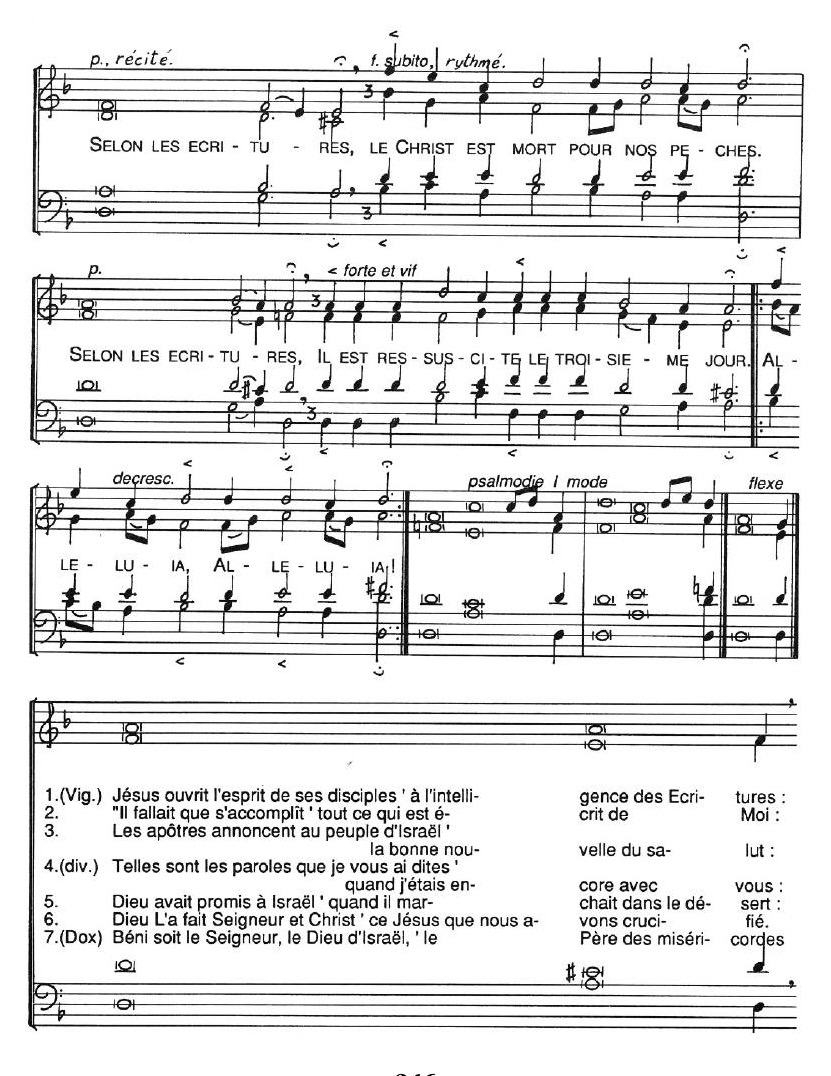 p., récité. f. subito, rythmé.
3
SELON LES ECRI - TU - RES, LE CHRIST EST MORT POUR NOS PE - CHES.
3
p. forte et vif
3
SELON LES ECRI - TU - RES, IL EST RES - SUS - CI - TE LE TROI - SIE - ME JOUR. AL -
3
decresc. psalmodie I mode flexe
LE - LU - IA, AL - LE - LU - IA!
1.(Vig.) Jésus ouvrit l'esprit de ses disciples ' à l'intelli- gence des Ecri- tures :
2. "Il fallait que s'accomplît ' tout ce qui est é- crit de Moi :
3. Les apôtres annoncent au peuple d'Israël '
la bonne nou- velle du sa- lut :
4.(div.) Telles sont les paroles que je vous ai dites '
quand j'étais en- core avec vous :
5. Dieu avait promis à Israël ' quand il mar- chait dans le dé- sert :
6. Dieu L'a fait Seigneur et Christ ' ce Jésus que nous a- vons cruci- fié.
7.(Dox) Béni soit le Seigneur, le Dieu d'Israël, ' le Père des miséri- cordes